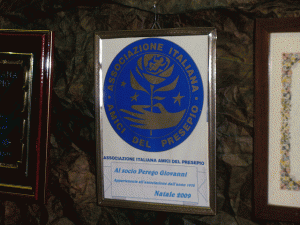 ASSOCIAZIONE ITALIANA
AMICI DEL PRESEPIO
ASSOCIAZIONE ITALIANA AMICI DEL PRESEPIO
Al socio Perego Giovanni
Natale 2009